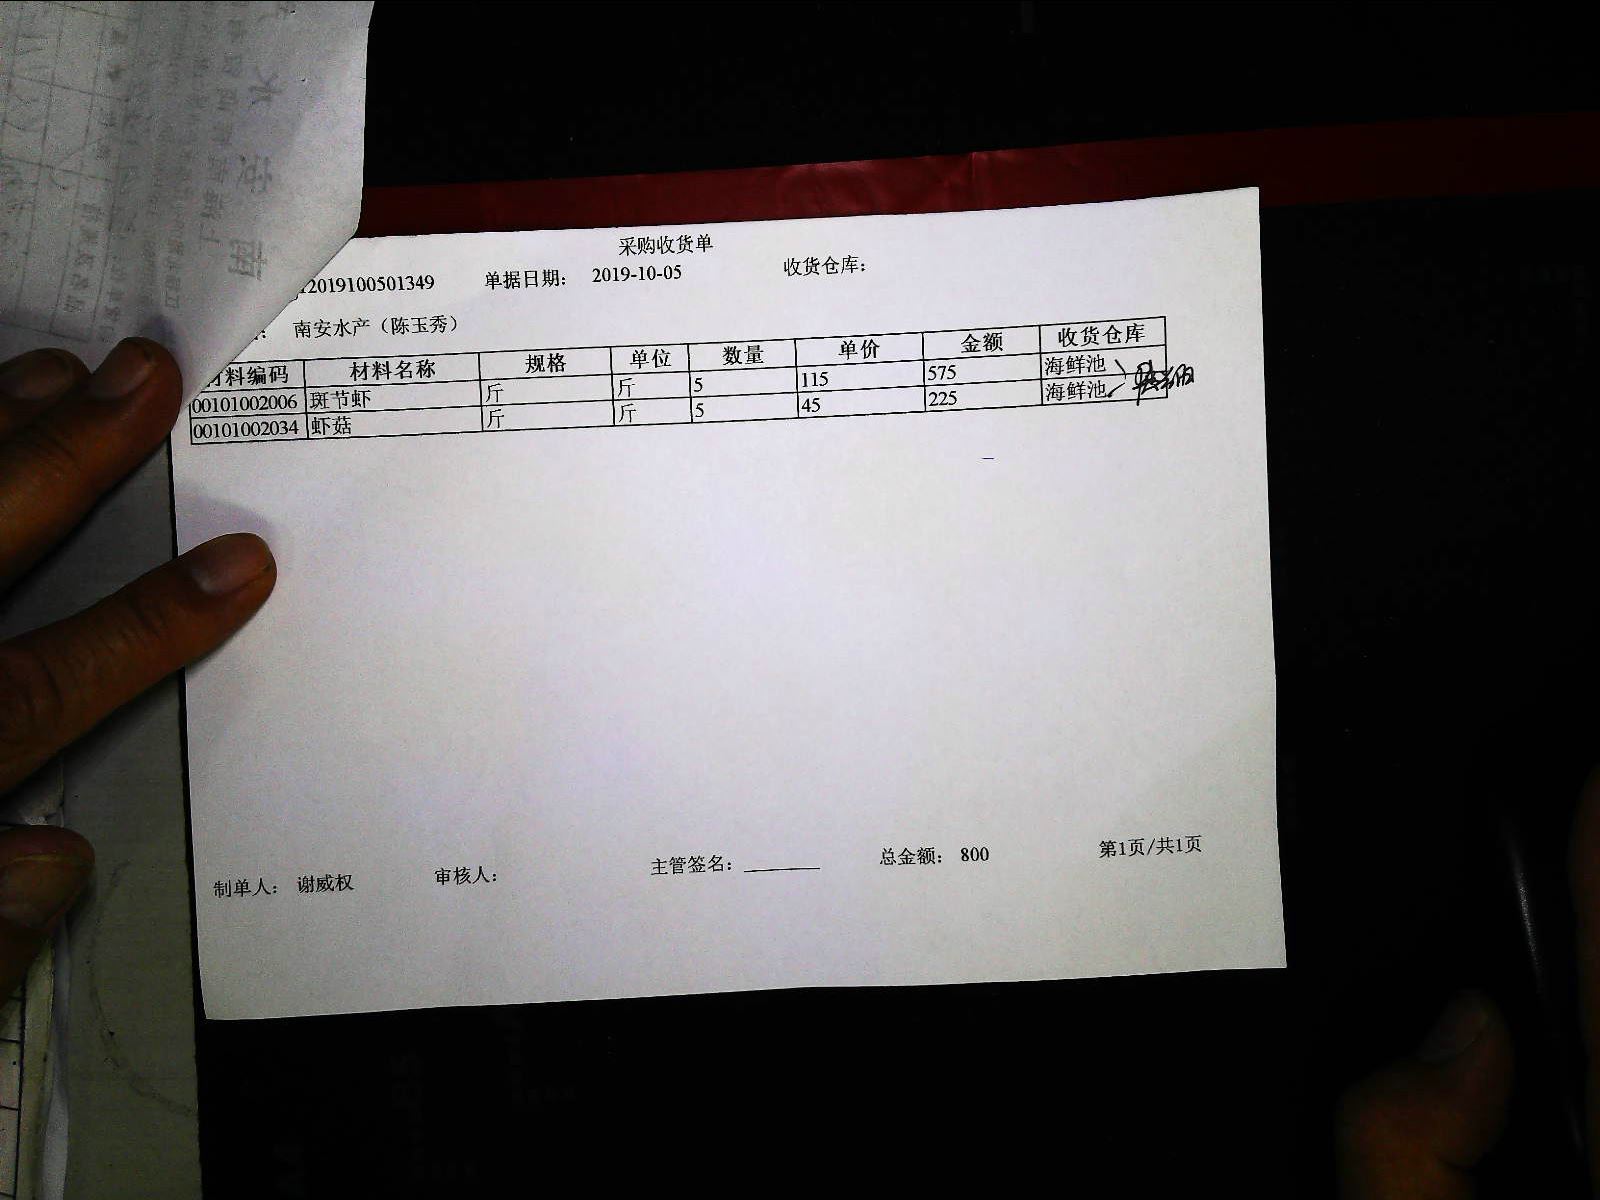 采购收货单
12019100501349 单据日期： 2019-10-05 收货仓库：
： 南安水产（陈玉秀）
材料编码 材料名称 规格 单位 数量 单价 金额 收货仓库
00101002006 斑节虾 斤 斤 5 115 575 海鲜池
00101002034 虾菇 斤 斤 5 45 225 海鲜池
制单人： 谢威权 审核人： 主管签名： 总金额： 800 第1页/共1页
南安水